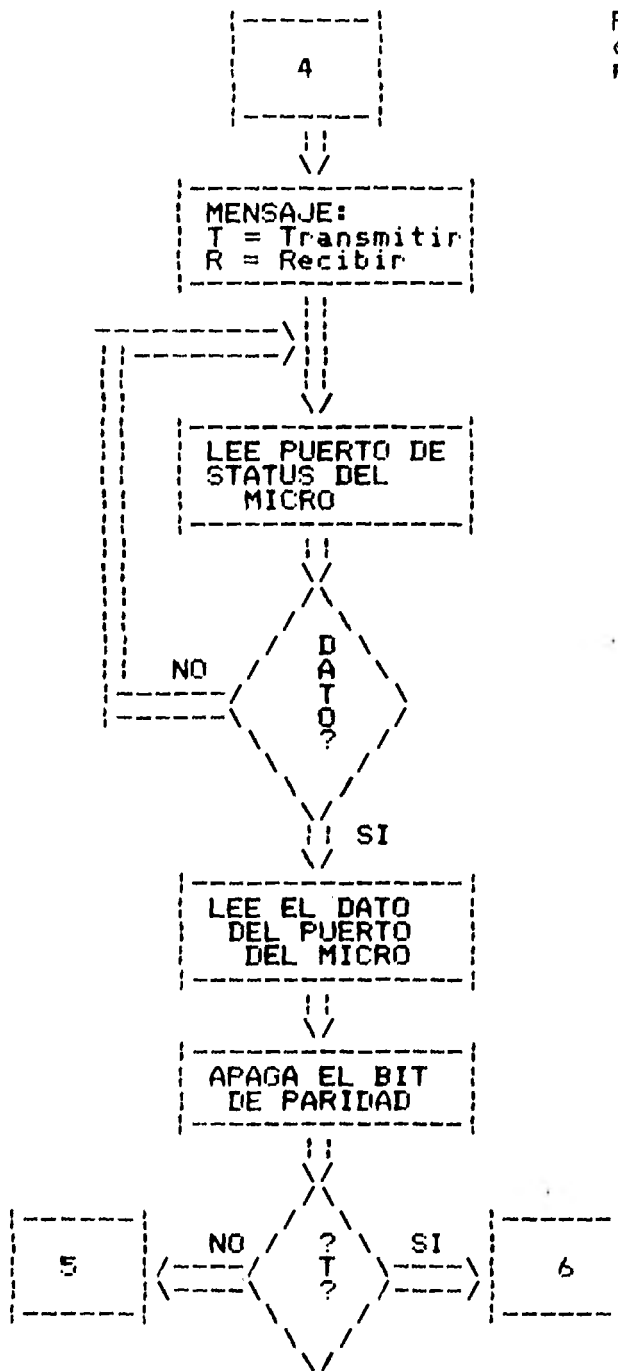 4
MENSAJE:
T = Transmitir
R = Recibir
LEE PUERTO DE
STATUS DEL
MICRO
NO
DATO?
SI
LEE EL DATO
DEL PUERTO
DEL MICRO
APAGA EL BIT
DE PARIDAD
5
NO
?T?
SI
6